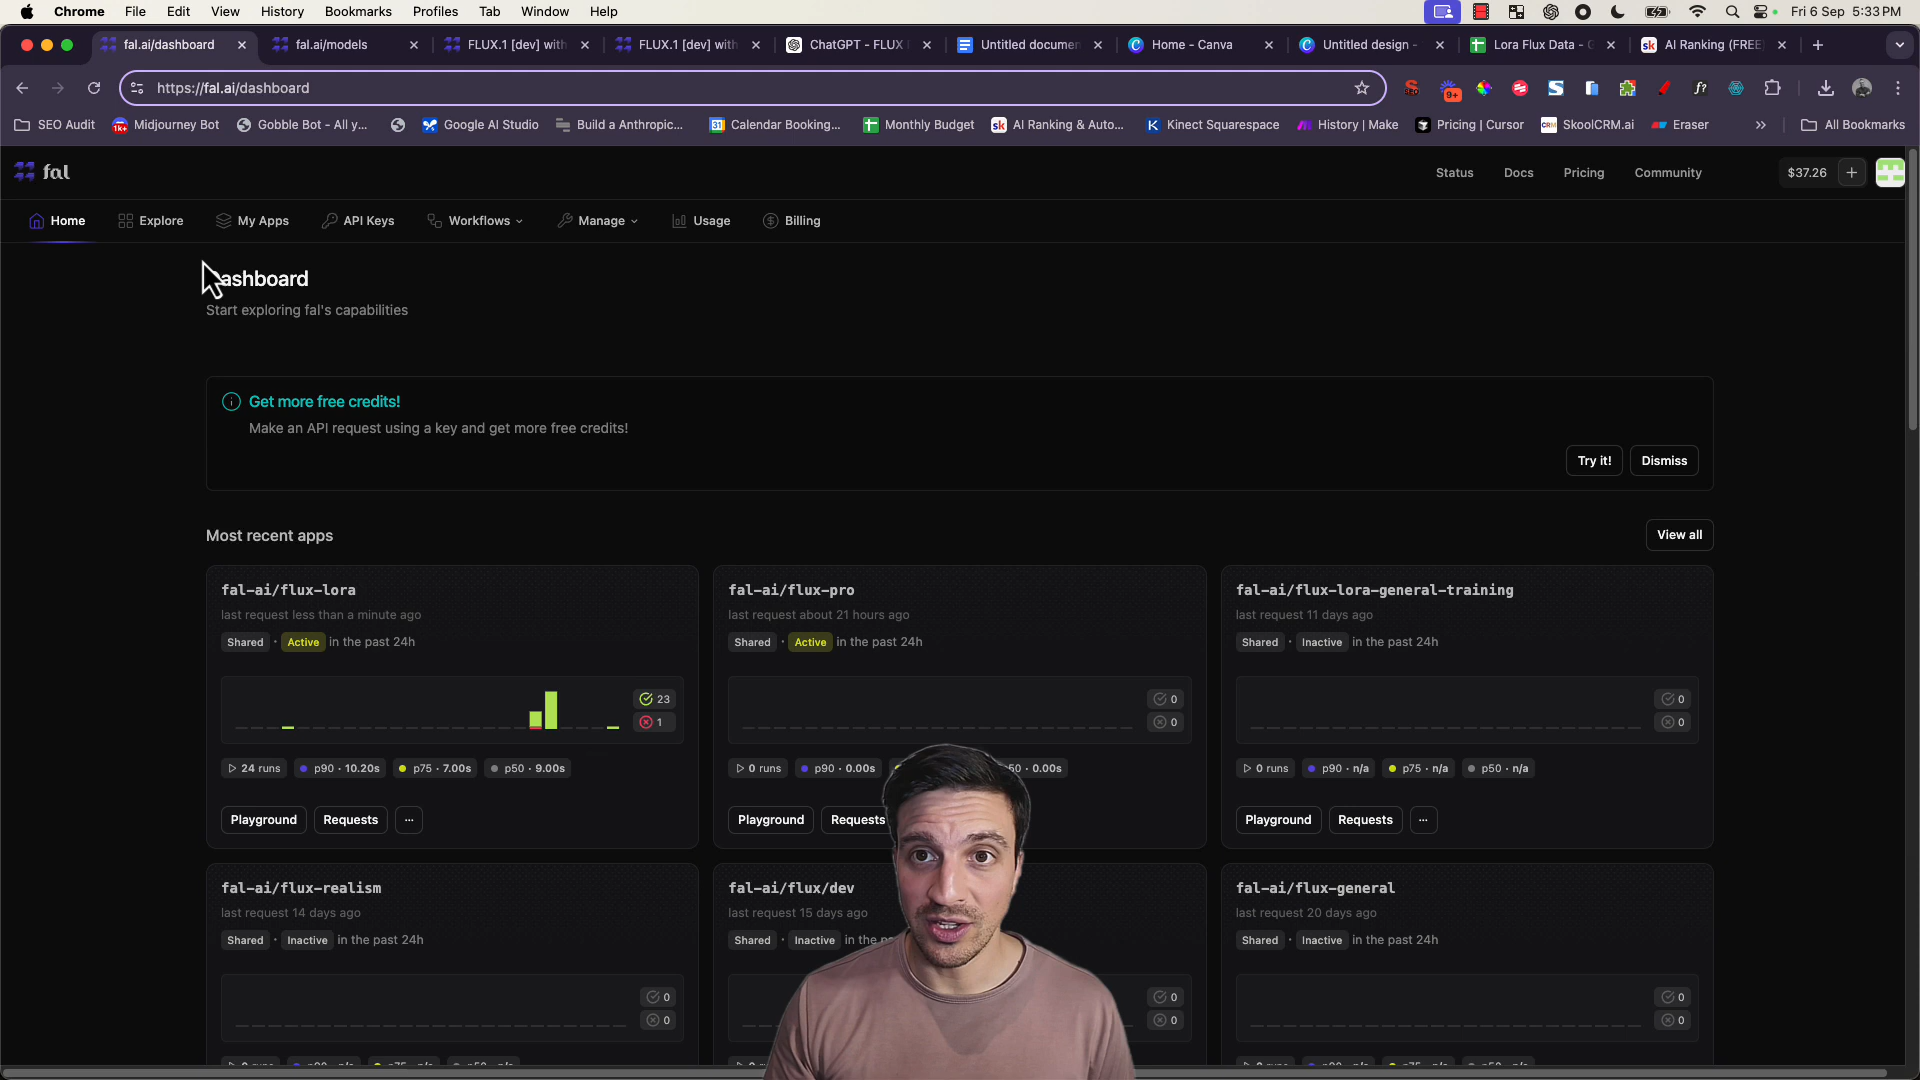 Chrome File Edit View History Bookmarks Profiles Tab Window Help Fri 6 Sep 5:33 PM
fal.ai/dashboard fal.ai/models FLUX.1 [dev] with FLUX.1 [dev] with ChatGPT - FLUX Untitled documen Home - Canva Untitled design - Lora Flux Data - G AI Ranking (FREE)
https://fal.ai/dashboard 9+
SEO Audit Midjourney Bot Gobble Bot - All y... Google AI Studio Build a Anthropic... Calendar Booking... Monthly Budget AI Ranking & Auto... Kinect Squarespace History | Make Pricing | Cursor SkoolCRM.ai Eraser All Bookmarks
fal Status Docs Pricing Community $37.26
Home Explore My Apps API Keys Workflows Manage Usage Billing
ashboard
Start exploring fal's capabilities
Get more free credits!
Make an API request using a key and get more free credits!
Try it! Dismiss
Most recent apps View all
fal-ai/flux-lora
last request less than a minute ago
Shared · Active in the past 24h
23
1
24 runs p90 · 10.20s p75 · 7.00s p50 · 9.00s
Playground Requests ...
fal-ai/flux-pro
last request about 21 hours ago
Shared · Active in the past 24h
0
0
0 runs p90 · 0.00s 50 · 0.00s
Playground Requests
fal-ai/flux-lora-general-training
last request 11 days ago
Shared · Inactive in the past 24h
0
0
0 runs p90 · n/a p75 · n/a p50 · n/a
Playground Requests ...
fal-ai/flux-realism
last request 14 days ago
Shared · Inactive in the past 24h
0
0
fal-ai/flux/dev
last request 15 days ago
Shared · Inactive in the p
0
0
fal-ai/flux-general
last request 20 days ago
Shared · Inactive in the past 24h
0
0